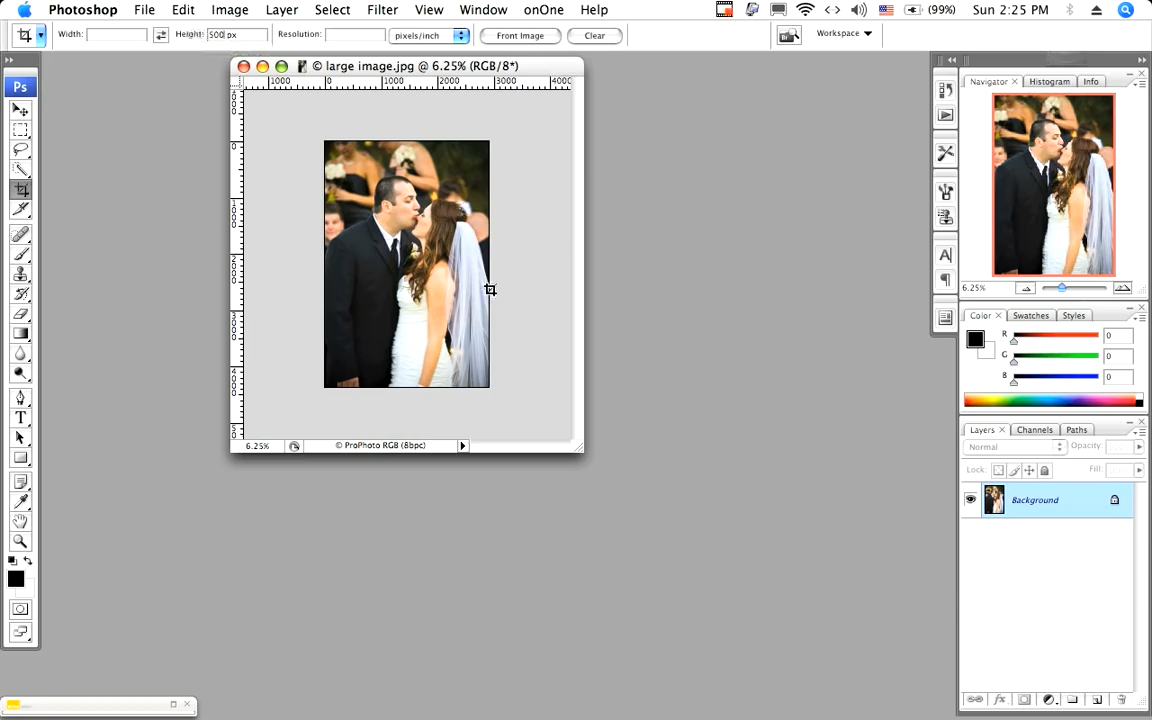 Photoshop File Edit Image Layer Select Filter View Window onOne Help (99%) Sun 2:25 PM
Width: Height: 500 px Resolution: pixels/inch Front Image Clear Workspace
© large image.jpg @ 6.25% (RGB/8*)
1000 0 1000 2000 3000 4000
Ps
Navigator Histogram Info
6.25%
Color Swatches Styles
R 0
G 0
B 0
Layers Channels Paths
Normal Opacity:
Lock: Fill:
Background
6.25% © ProPhoto RGB (8bpc)